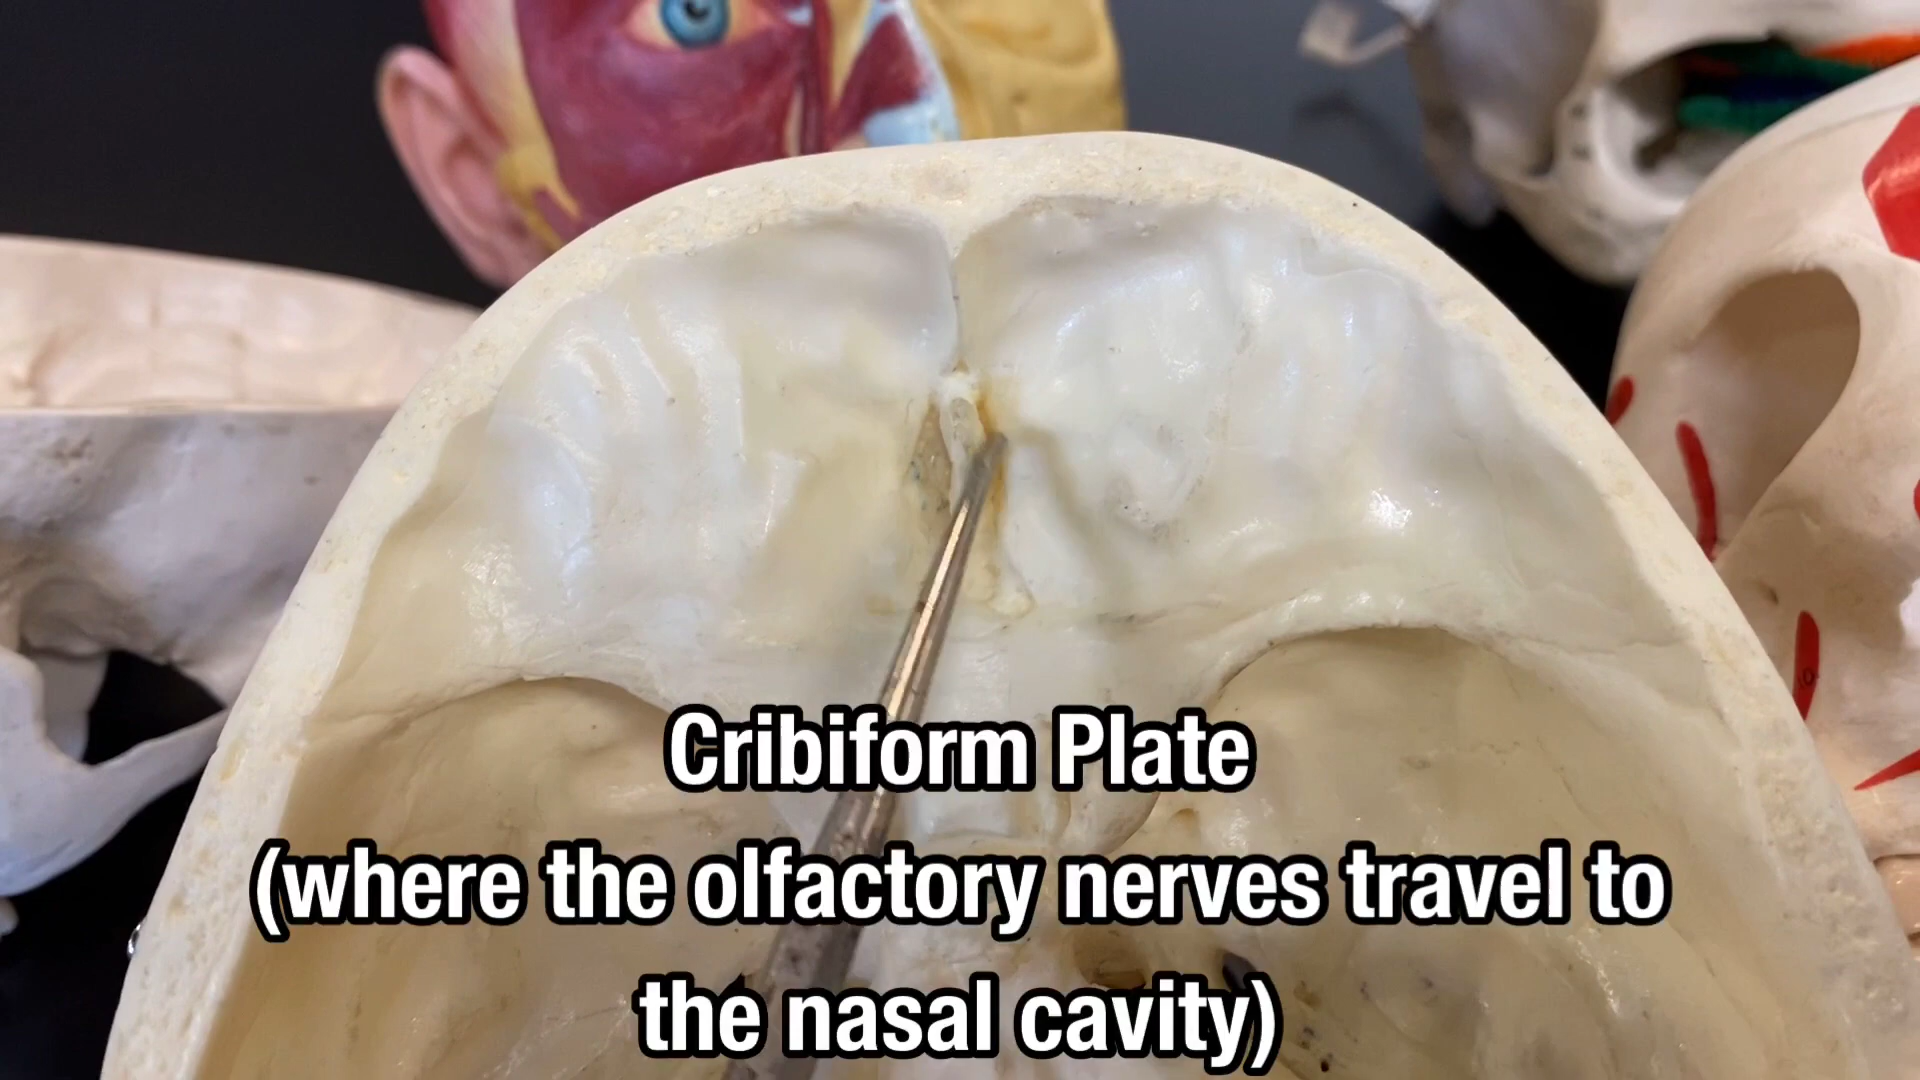 Cribiform Plate
(where the olfactory nerves travel to
the nasal cavity)